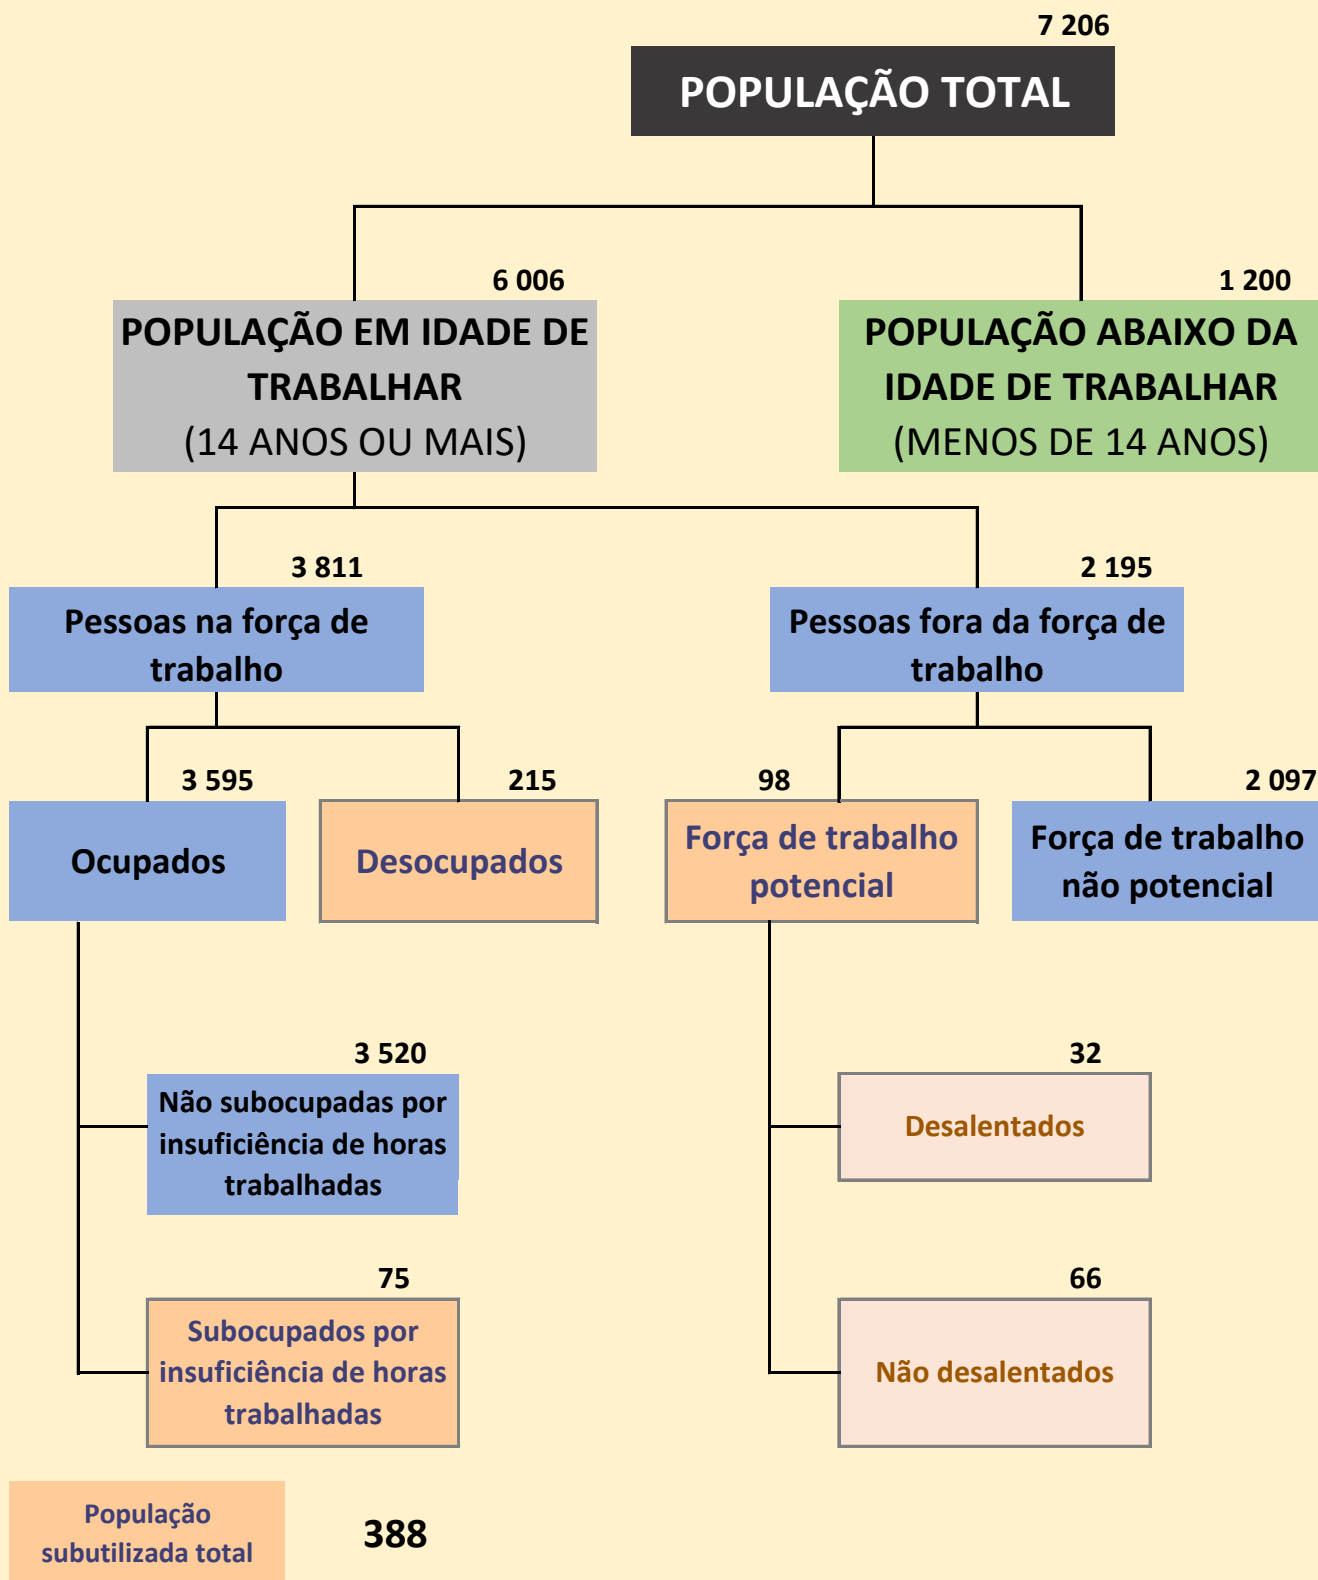 7 206
POPULAÇÃO TOTAL
6 006
POPULAÇÃO EM IDADE DE
TRABALHAR
(14 ANOS OU MAIS)
1 200
POPULAÇÃO ABAIXO DA
IDADE DE TRABALHAR
(MENOS DE 14 ANOS)
3 811
Pessoas na força de
trabalho
2 195
Pessoas fora da força de
trabalho
3 595
Ocupados
215
Desocupados
98
Força de trabalho
potencial
2 097
Força de trabalho
não potencial
3 520
Não subocupadas por
insuficiência de horas
trabalhadas
32
Desalentados
75
Subocupados por
insuficiência de horas
trabalhadas
66
Não desalentados
População
subutilizada total
388